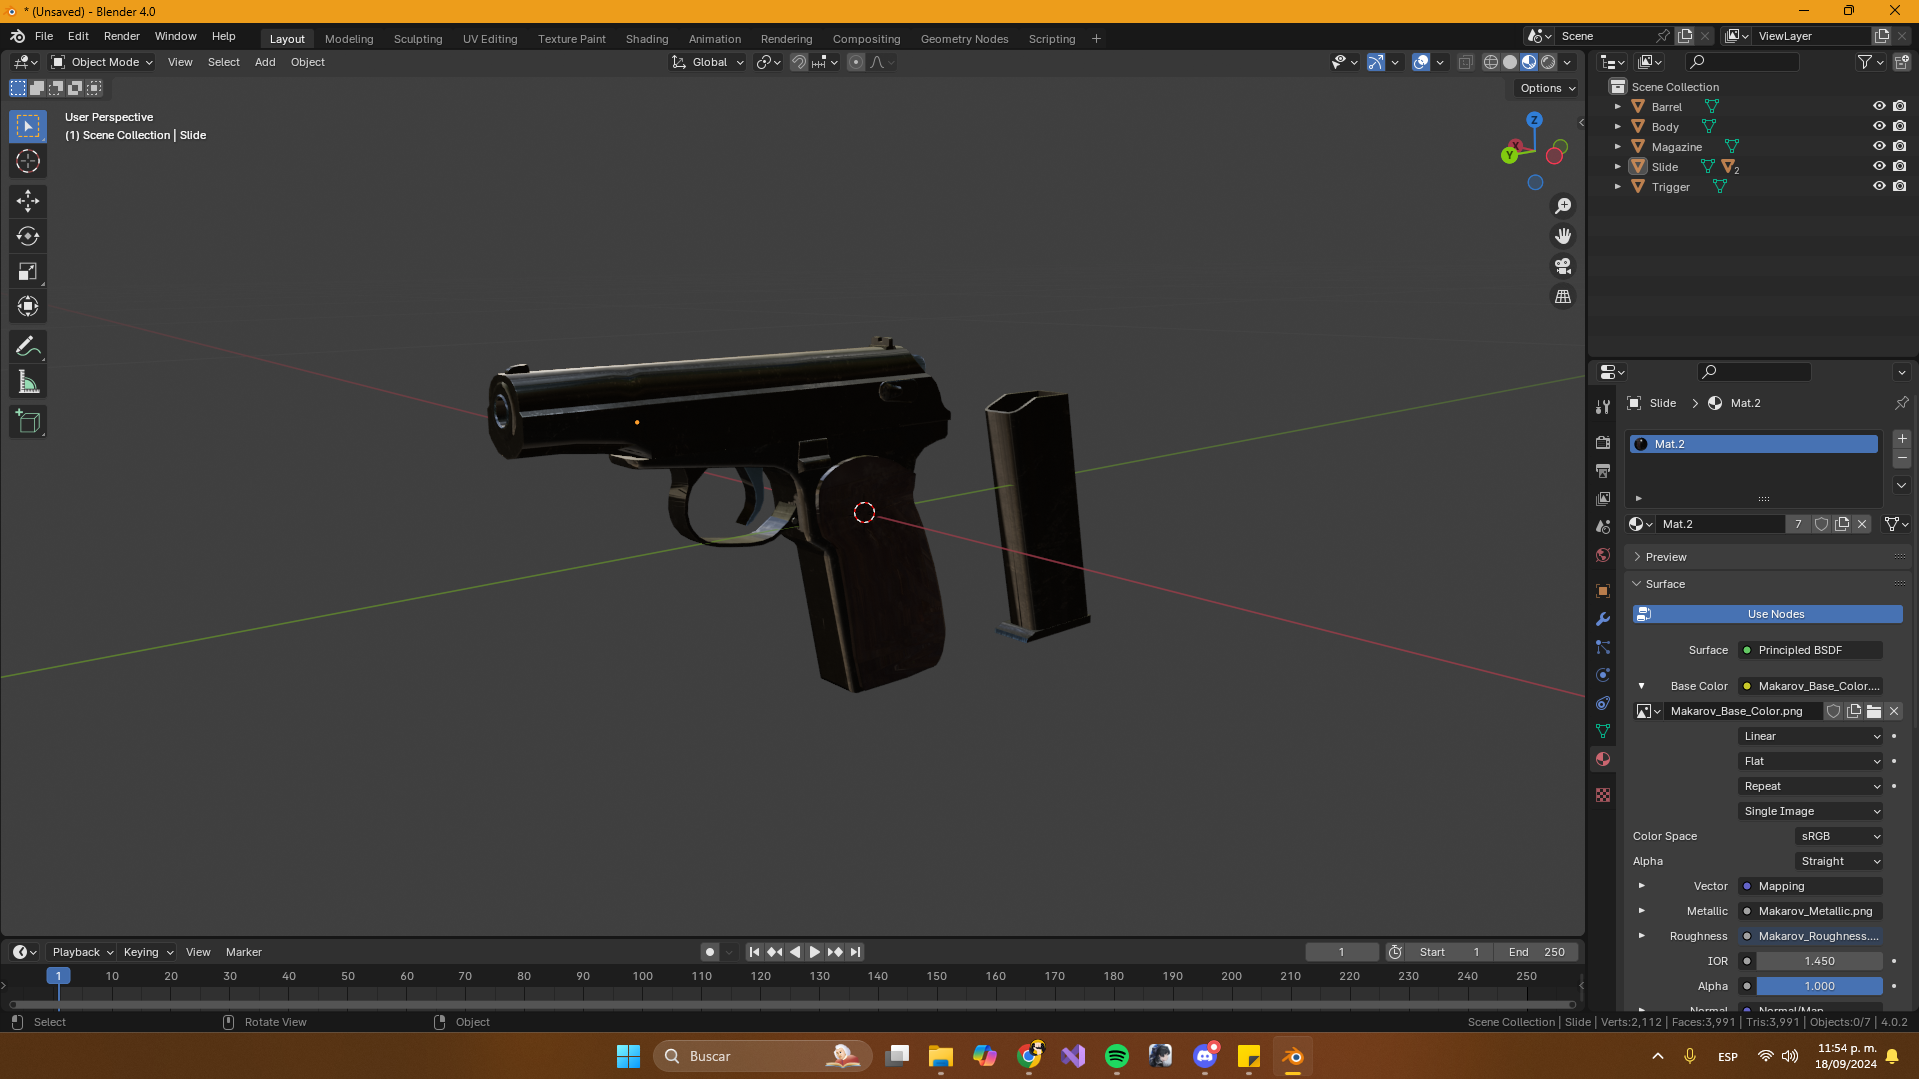 * (Unsaved) - Blender 4.0
File Edit Render Window Help Layout Modeling Sculpting UV Editing Texture Paint Shading Animation Rendering Compositing Geometry Nodes Scripting + Scene ViewLayer
Object Mode View Select Add Object Global
Options
User Perspective
(1) Scene Collection | Slide
Z
X
Y
Scene Collection
Barrel
Body
Magazine
Slide 2
Trigger
Slide > Mat.2
Mat.2
Mat.2 7
Preview
Surface
Use Nodes
Surface Principled BSDF
Base Color Makarov_Base_Color....
Makarov_Base_Color.png
Linear
Flat
Repeat
Single Image
Color Space sRGB
Alpha Straight
Vector Mapping
Metallic Makarov_Metallic.png
Roughness Makarov_Roughness....
IOR 1.450
Alpha 1.000
Normal Normal/Map
Playback Keying View Marker 1 Start 1 End 250
1 10 20 30 40 50 60 70 80 90 100 110 120 130 140 150 160 170 180 190 200 210 220 230 240 250
Select Rotate View Object Scene Collection | Slide | Verts:2,112 | Faces:3,991 | Tris:3,991 | Objects:0/7 | 4.0.2
Buscar ESP 11:54 p. m.
18/09/2024